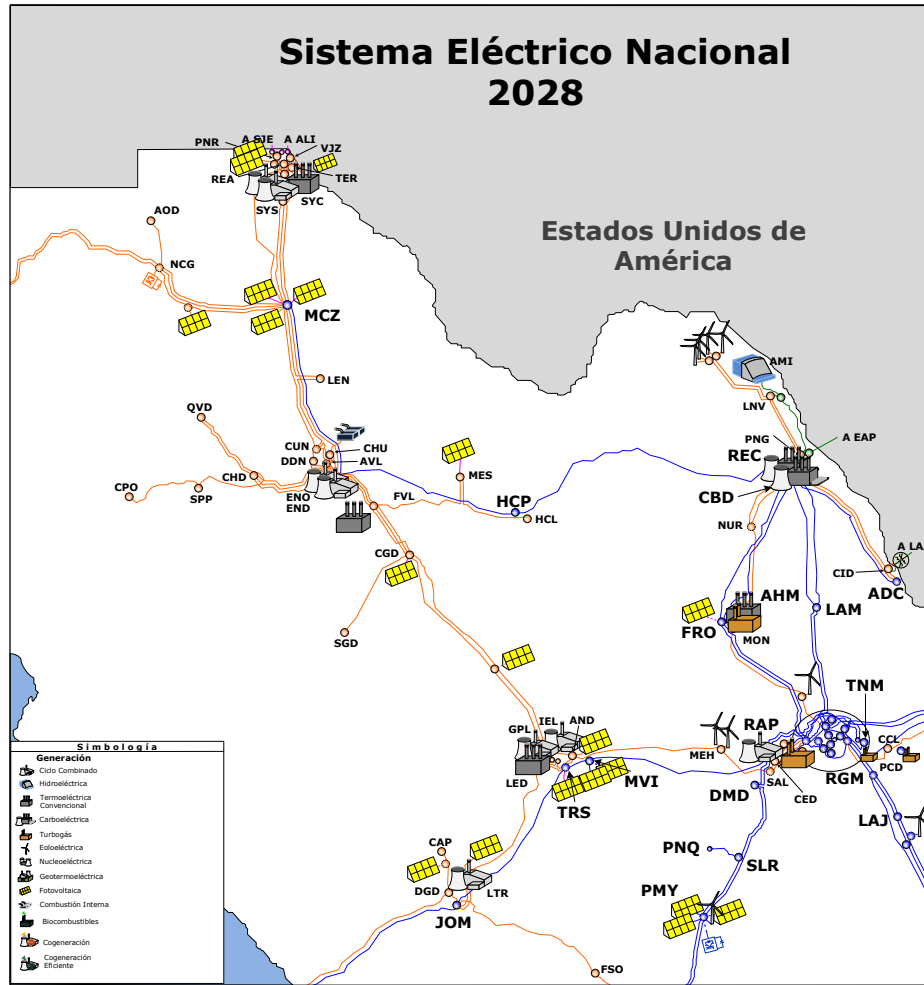 Sistema Eléctrico Nacional
2028
A SJE
A ALI
PNR
VJZ
TER
REA
SYS
SYC
AOD
Estados Unidos de
América
NCG
MCZ
AMI
LEN
LNV
QVD
A EAP
PNG
CUN
CHU
REC
DDN
AVL
MES
CHD
CBD
CPO
SPP
ENO
END
FVL
HCP
HCL
NUR
A LA
CGD
CID
ADC
AHM
LAM
FRO
MON
SGD
TNM
RAP
IEL
AND
GPL
MEH
CCL
PCD
LED
MVI
SAL
CED
RGM
DMD
TRS
LAJ
CAP
PNQ
SLR
DGD
LTR
PMY
JOM
FSO
Simbología
Generación
Ciclo Combinado
Hidroeléctrica
Termoeléctrica
Convencional
Carboeléctrica
Turbogás
Eoloeléctrica
Nucleoeléctrica
Geotermoeléctrica
Fotovoltaica
Combustión Interna
Biocombustibles
Cogeneración
Cogeneración
Eficiente